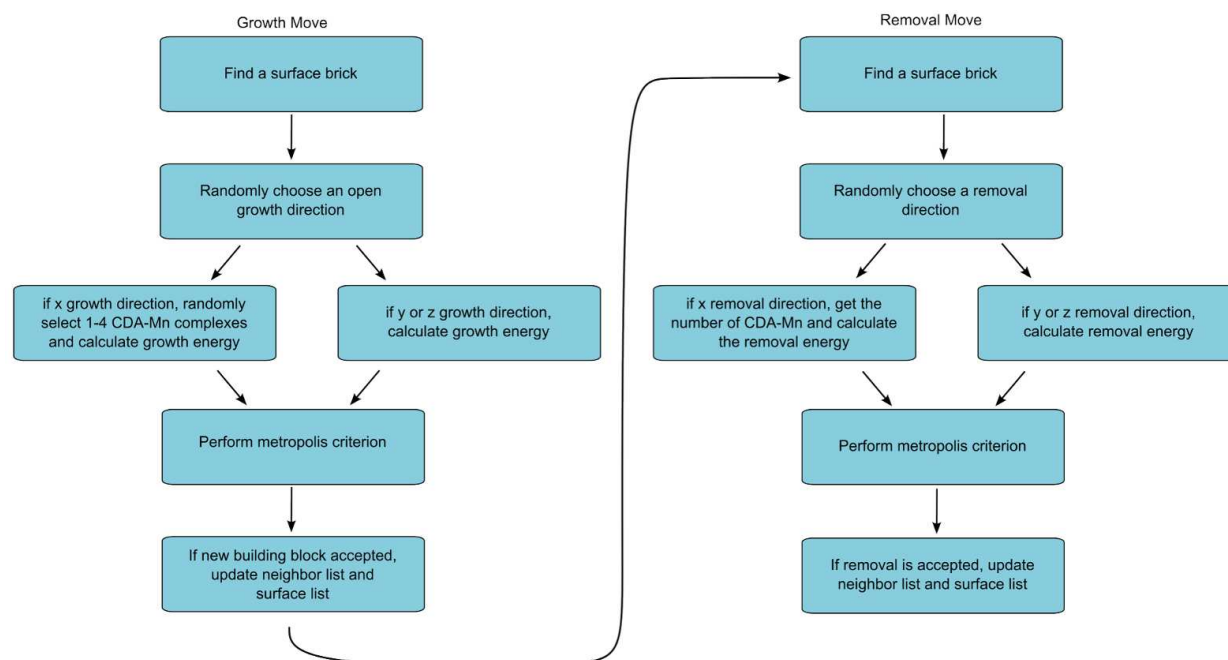 Growth Move
Find a surface brick
Randomly choose an open
growth direction
if x growth direction, randomly
select 1-4 CDA-Mn complexes
and calculate growth energy
if y or z growth direction,
calculate growth energy
Perform metropolis criterion
If new building block accepted,
update neighbor list and
surface list
Removal Move
Find a surface brick
Randomly choose a removal
direction
if x removal direction, get the
number of CDA-Mn and calculate
the removal energy
if y or z removal direction,
calculate removal energy
Perform metropolis criterion
If removal is accepted, update
neighbor list and surface list